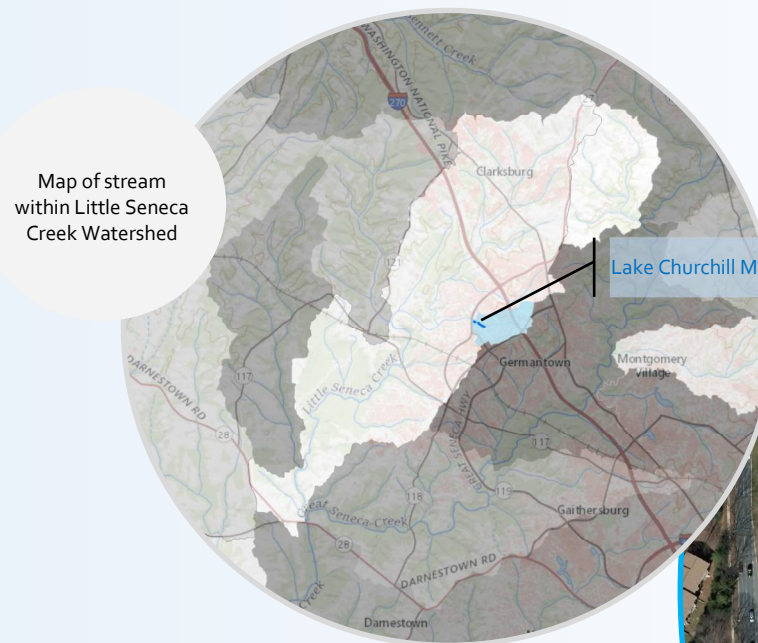 Map of stream
within Little Seneca
Creek Watershed
Bennett Creek
WASHINGTON NATIONAL PIKE
270
27
Clarksburg
121
Lake Churchill M
Germantown
Montgomery
Village
Little Seneca Creek
117
DARNESTOWN RD
28
GREAT SENECA HWY
117
118
119
Great Seneca Creek
Gaithersburg
28
DARNESTOWN RD
Creek
Darnestown